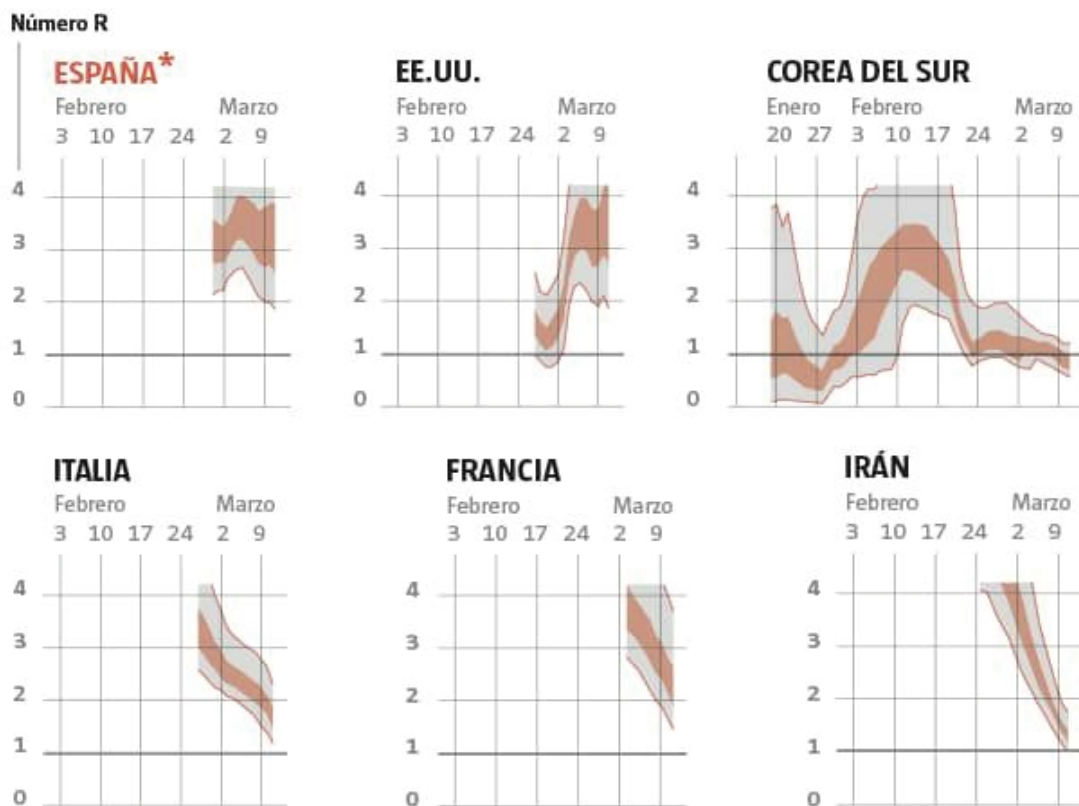 Número R
ESPAÑA*
Febrero Marzo
3 10 17 24 2 9
4
3
2
1
0
EE.UU.
Febrero Marzo
3 10 17 24 2 9
4
3
2
1
0
COREA DEL SUR
Enero Febrero Marzo
20 27 3 10 17 24 2 9
4
3
2
1
0
ITALIA
Febrero Marzo
3 10 17 24 2 9
4
3
2
1
0
FRANCIA
Febrero Marzo
3 10 17 24 2 9
4
3
2
1
0
IRÁN
Febrero Marzo
3 10 17 24 2 9
4
3
2
1
0